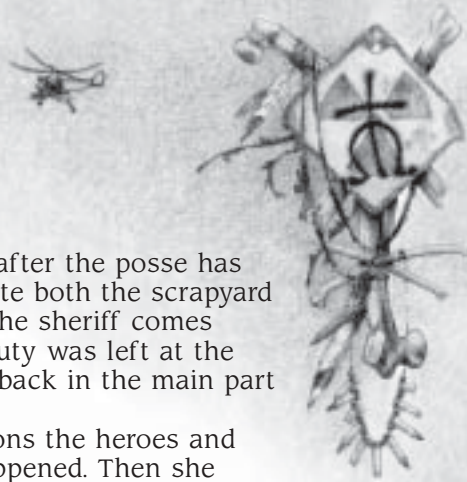 after the posse has
te both the scrapyard
he sheriff comes
uty was left at the
back in the main part
ons the heroes and
ppened. Then she